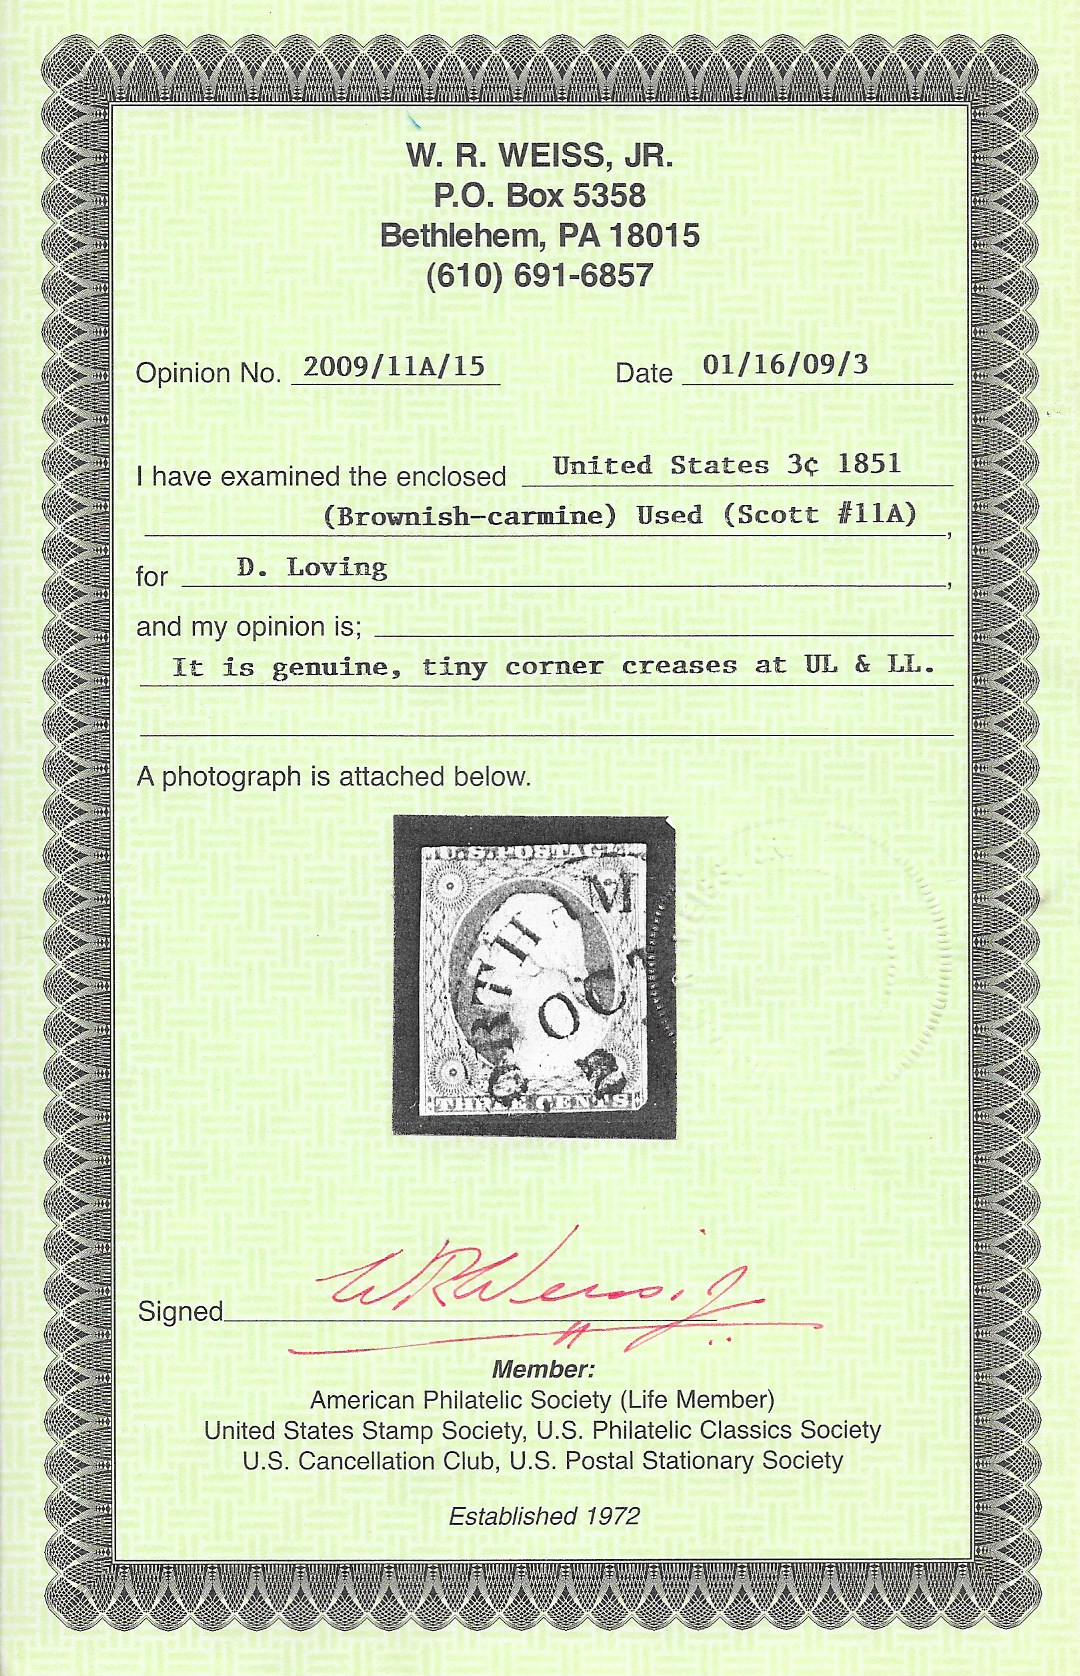 W. R. WEISS, JR.
P.O. Box 5358
Bethlehem, PA 18015
(610) 691-6857
Opinion No. 2009/11A/15 Date 01/16/09/3
I have examined the enclosed United States 3¢ 1851
(Brownish-carmine) Used (Scott #11A),
for D. Loving,
and my opinion is;
It is genuine, tiny corner creases at UL & LL.
A photograph is attached below.
U.S. POSTAGE
RTH
M
OCT
2
THREE CENTS
Signed W R Weiss, Jr
Member:
American Philatelic Society (Life Member)
United States Stamp Society, U.S. Philatelic Classics Society
U.S. Cancellation Club, U.S. Postal Stationary Society
Established 1972